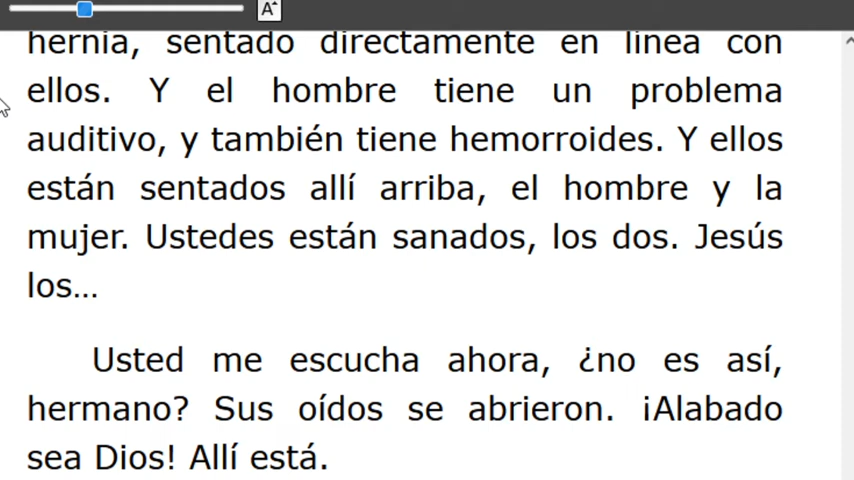 A
hernia, sentado directamente en línea con
ellos. Y el hombre tiene un problema
auditivo, y también tiene hemorroides. Y ellos
están sentados allí arriba, el hombre y la
mujer. Ustedes están sanados, los dos. Jesús
los…
Usted me escucha ahora, ¿no es así,
hermano? Sus oídos se abrieron. ¡Alabado
sea Dios! Allí está.